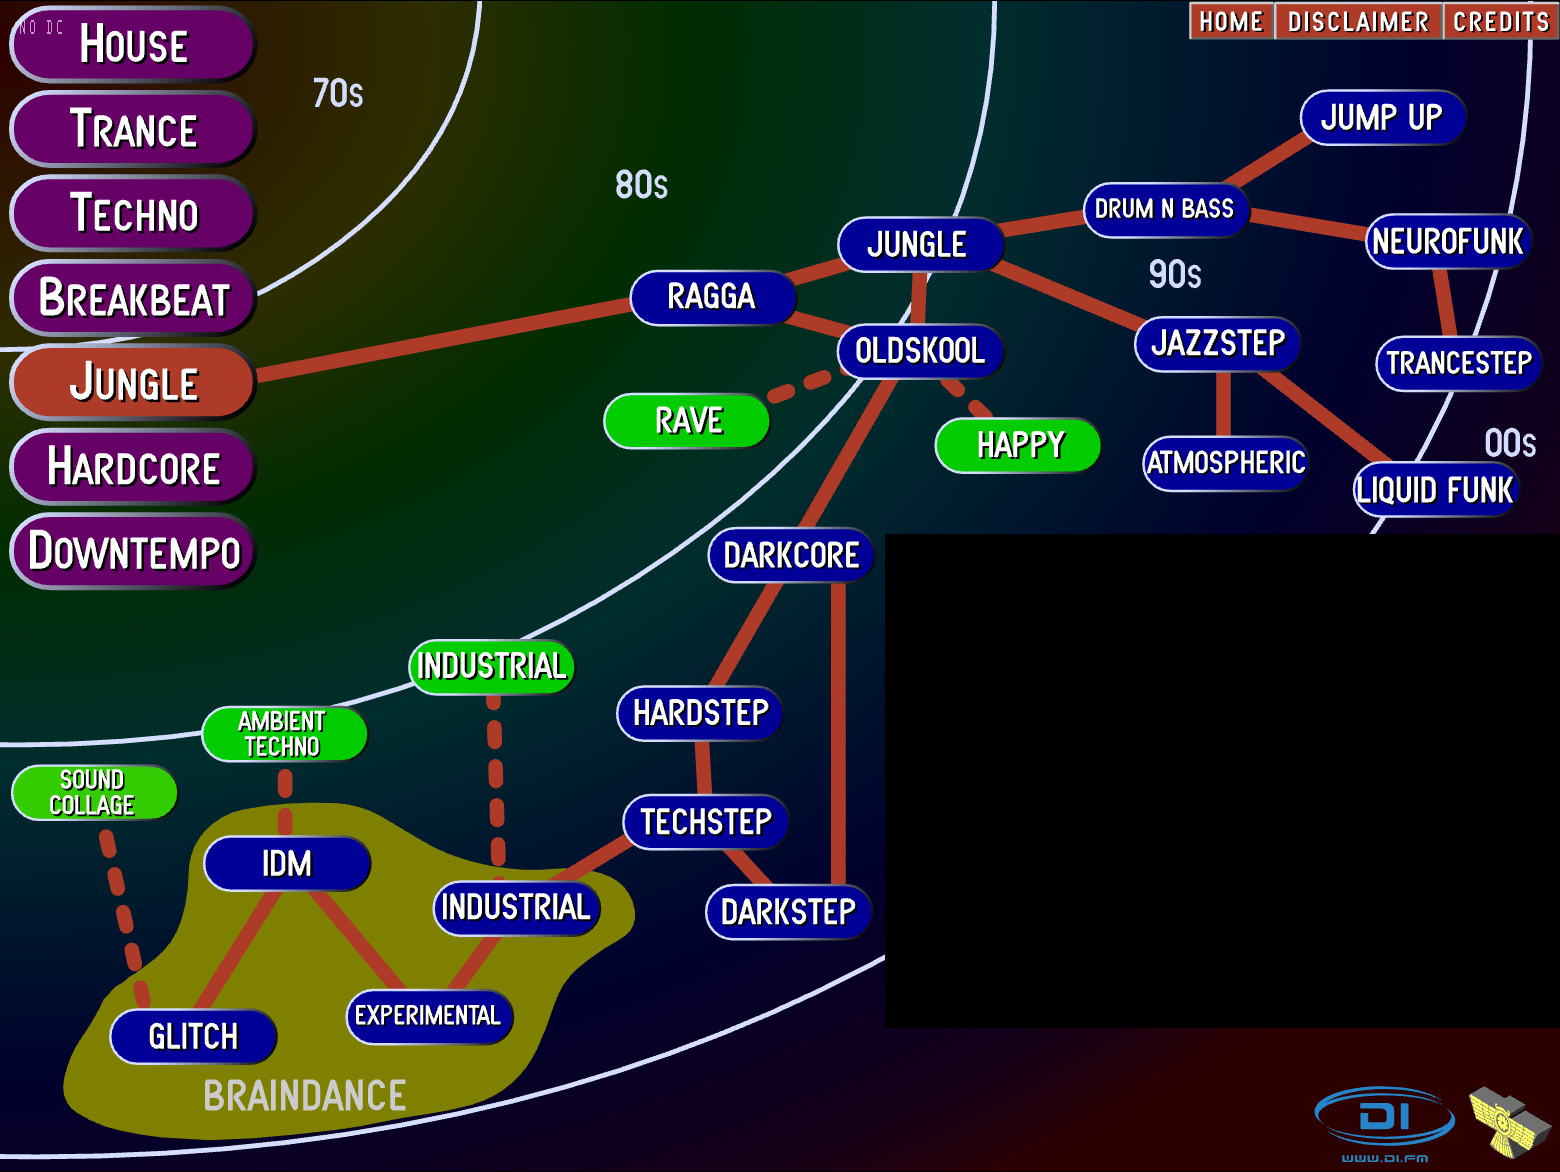 NO DC
HOUSE
TRANCE
TECHNO
BREAKBEAT
JUNGLE
HARDCORE
DOWNTEMPO
HOME
DISCLAIMER
CREDITS
70s
80s
90s
00s
JUMP UP
DRUM N BASS
JUNGLE
NEUROFUNK
RAGGA
OLDSKOOL
JAZZSTEP
TRANCESTEP
RAVE
HAPPY
ATMOSPHERIC
LIQUID FUNK
DARKCORE
INDUSTRIAL
AMBIENT
TECHNO
HARDSTEP
SOUND
COLLAGE
TECHSTEP
IDM
INDUSTRIAL
DARKSTEP
EXPERIMENTAL
GLITCH
BRAINDANCE
DI
WWW.DI.FM